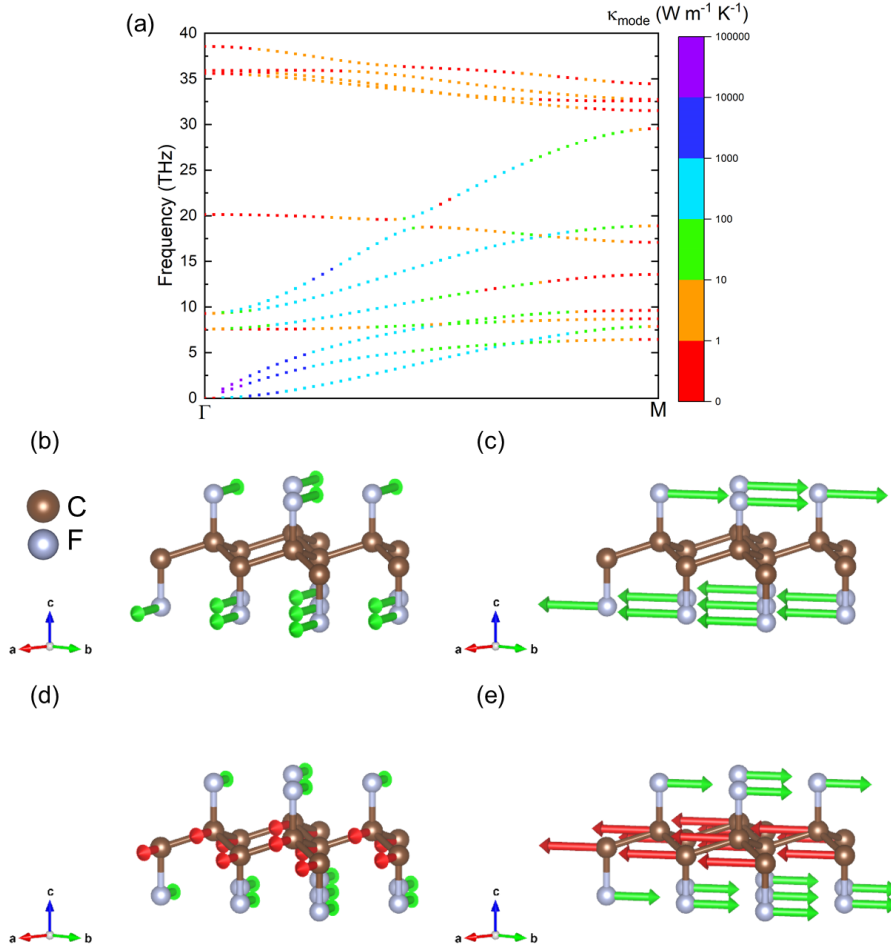 (a)
κmode (W m⁻¹ K⁻¹)
40
35
30
25
20
15
10
5
0
Frequency (THz)
Γ
M
100000
10000
1000
100
10
1
0
(b)
(c)
C
F
c
a
b
c
a
b
(d)
(e)
c
a
b
c
a
b